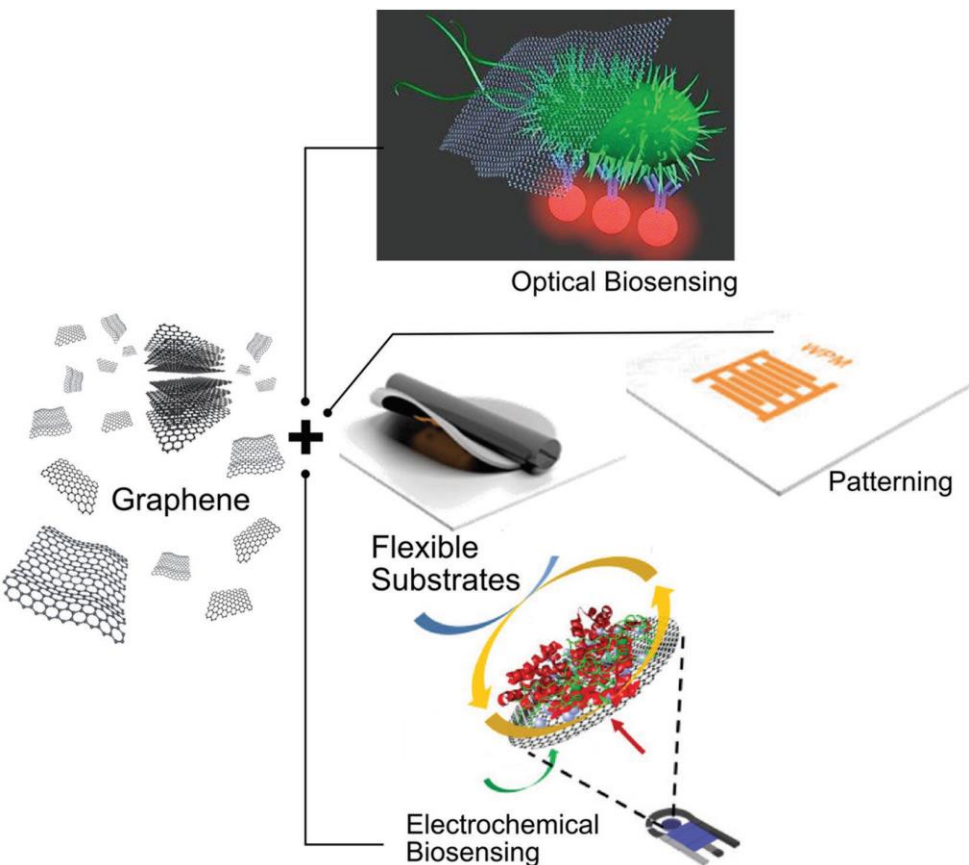 Optical Biosensing
WPM
Patterning
Graphene
Flexible
Substrates
Electrochemical
Biosensing